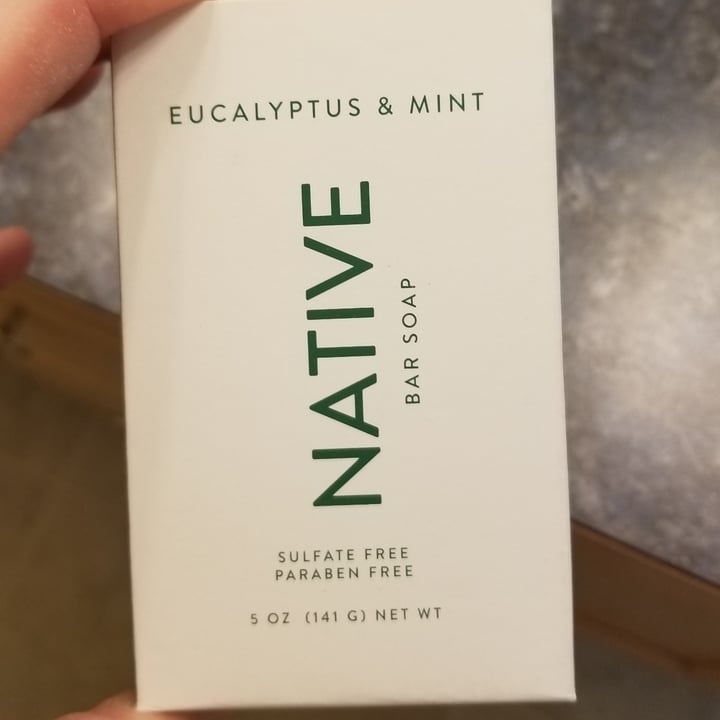 EUCALYPTUS & MINT
NATIVE
BAR SOAP
SULFATE FREE
PARABEN FREE
5 OZ (141 G) NET WT